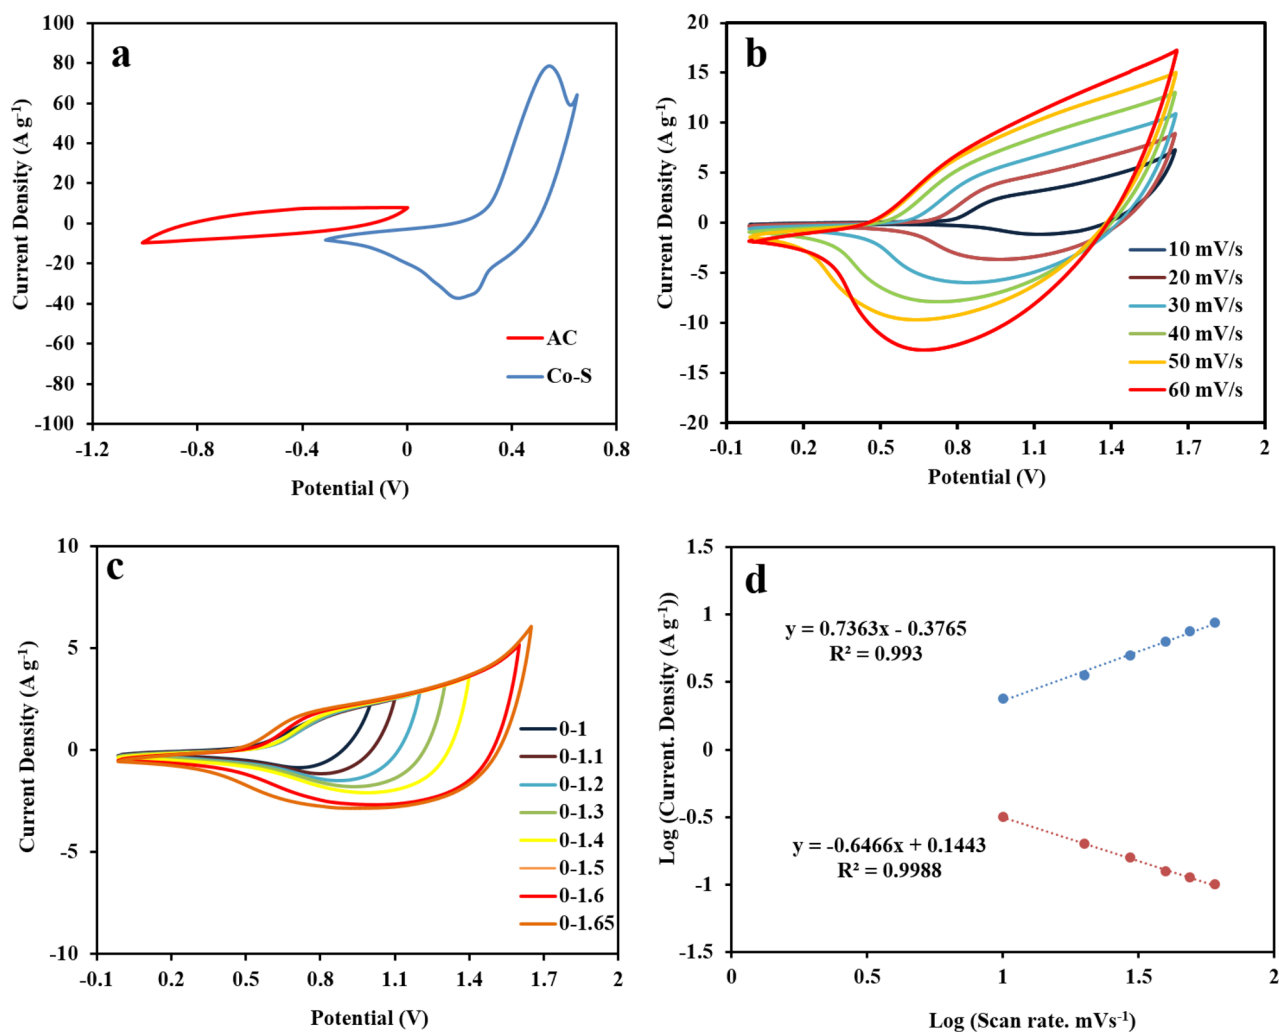 a
100
80
60
40
20
0
-20
-40
-60
-80
-100
-1.2
-0.8
-0.4
0
0.4
0.8
Current Density (A g⁻¹)
Potential (V)
AC
Co-S
b
20
15
10
5
0
-5
-10
-15
-20
-0.1
0.2
0.5
0.8
1.1
1.4
1.7
2
Current Density (A g⁻¹)
Potential (V)
10 mV/s
20 mV/s
30 mV/s
40 mV/s
50 mV/s
60 mV/s
c
10
5
0
-5
-10
-0.1
0.2
0.5
0.8
1.1
1.4
1.7
2
Current Density (A g⁻¹)
Potential (V)
0-1
0-1.1
0-1.2
0-1.3
0-1.4
0-1.5
0-1.6
0-1.65
d
1.5
1
0.5
0
-0.5
-1
-1.5
0
0.5
1
1.5
2
Log (Current. Density (A g⁻¹))
Log (Scan rate. mVs⁻¹)
y = 0.7363x - 0.3765
R² = 0.993
y = -0.6466x + 0.1443
R² = 0.9988